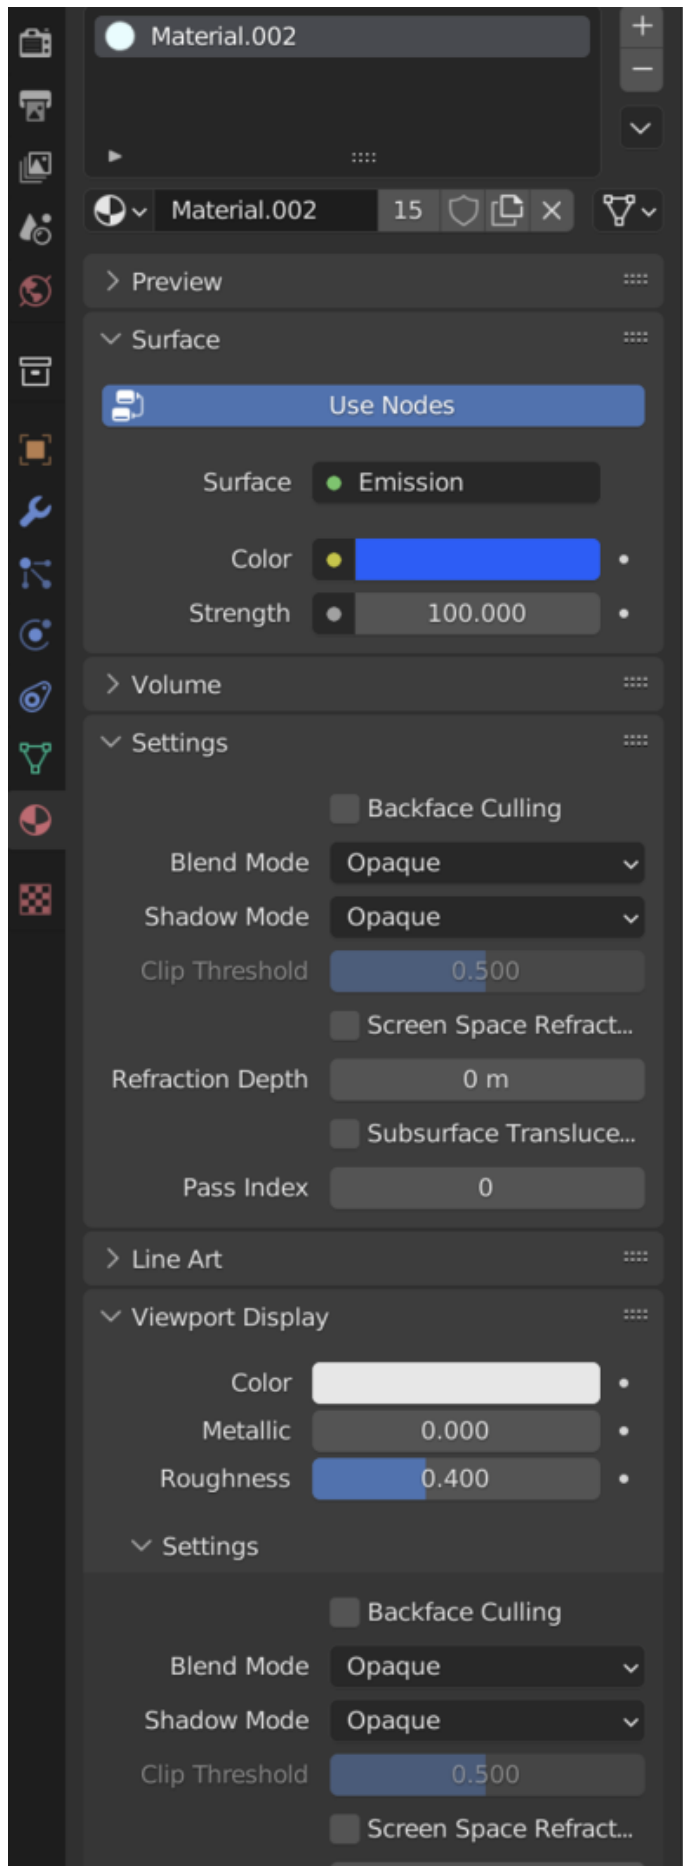 Material.002
Material.002 15
Preview
Surface
Use Nodes
Surface Emission
Color
Strength 100.000
Volume
Settings
Backface Culling
Blend Mode Opaque
Shadow Mode Opaque
Clip Threshold 0.500
Screen Space Refract...
Refraction Depth 0 m
Subsurface Transluce...
Pass Index 0
Line Art
Viewport Display
Color
Metallic 0.000
Roughness 0.400
Settings
Backface Culling
Blend Mode Opaque
Shadow Mode Opaque
Clip Threshold 0.500
Screen Space Refract...